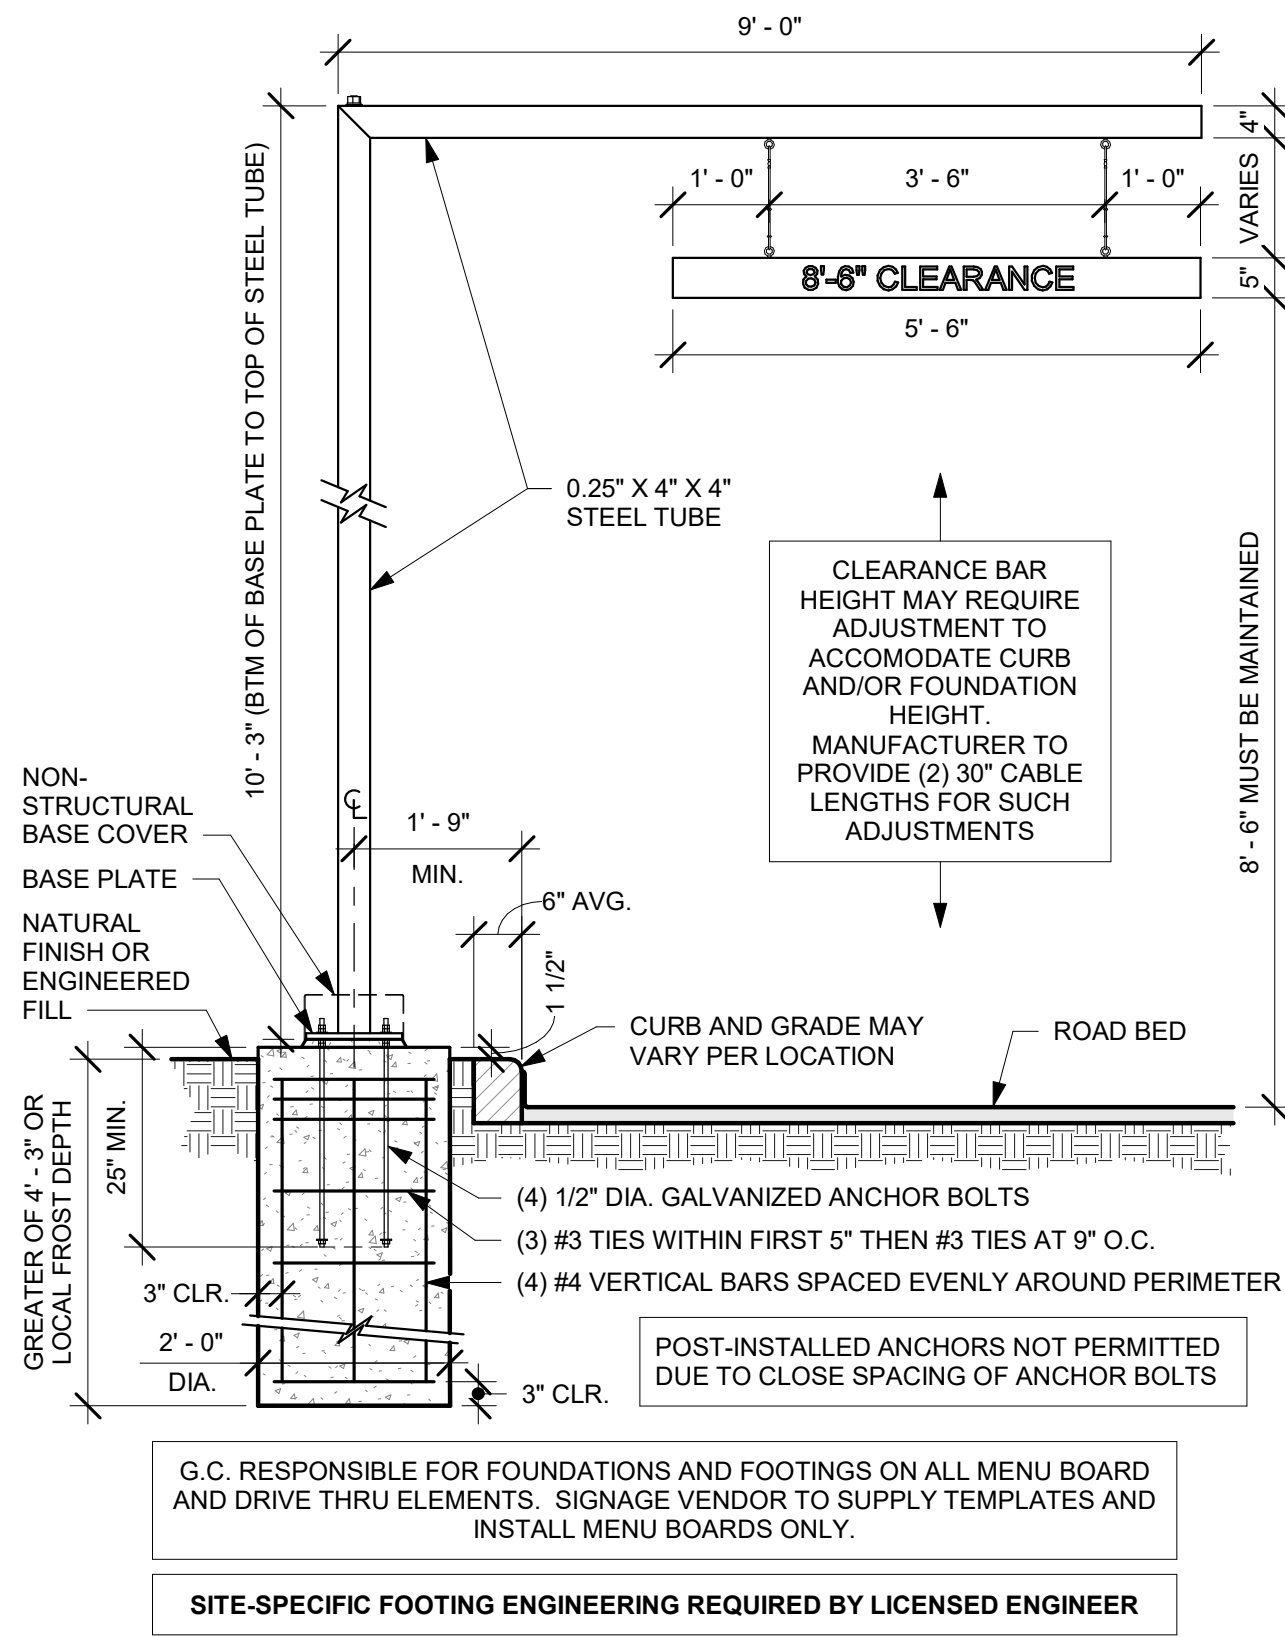 9' - 0"
4"
VARIES
5"
1' - 0"
3' - 6"
1' - 0"
8'-6" CLEARANCE
5' - 6"
10' - 3" (BTM OF BASE PLATE TO TOP OF STEEL TUBE)
0.25" X 4" X 4"
STEEL TUBE
CLEARANCE BAR
HEIGHT MAY REQUIRE
ADJUSTMENT TO
ACCOMODATE CURB
AND/OR FOUNDATION
HEIGHT.
MANUFACTURER TO
PROVIDE (2) 30" CABLE
LENGTHS FOR SUCH
ADJUSTMENTS
8' - 6" MUST BE MAINTAINED
NON-
STRUCTURAL
BASE COVER
BASE PLATE
NATURAL
FINISH OR
ENGINEERED
FILL
℄
1' - 9"
MIN.
6" AVG.
1 1/2"
CURB AND GRADE MAY
VARY PER LOCATION
ROAD BED
GREATER OF 4' - 3" OR
LOCAL FROST DEPTH
25" MIN.
(4) 1/2" DIA. GALVANIZED ANCHOR BOLTS
(3) #3 TIES WITHIN FIRST 5" THEN #3 TIES AT 9" O.C.
(4) #4 VERTICAL BARS SPACED EVENLY AROUND PERIMETER
3" CLR.
2' - 0"
DIA.
3" CLR.
POST-INSTALLED ANCHORS NOT PERMITTED
DUE TO CLOSE SPACING OF ANCHOR BOLTS
G.C. RESPONSIBLE FOR FOUNDATIONS AND FOOTINGS ON ALL MENU BOARD
AND DRIVE THRU ELEMENTS.  SIGNAGE VENDOR TO SUPPLY TEMPLATES AND
INSTALL MENU BOARDS ONLY.
SITE-SPECIFIC FOOTING ENGINEERING REQUIRED BY LICENSED ENGINEER